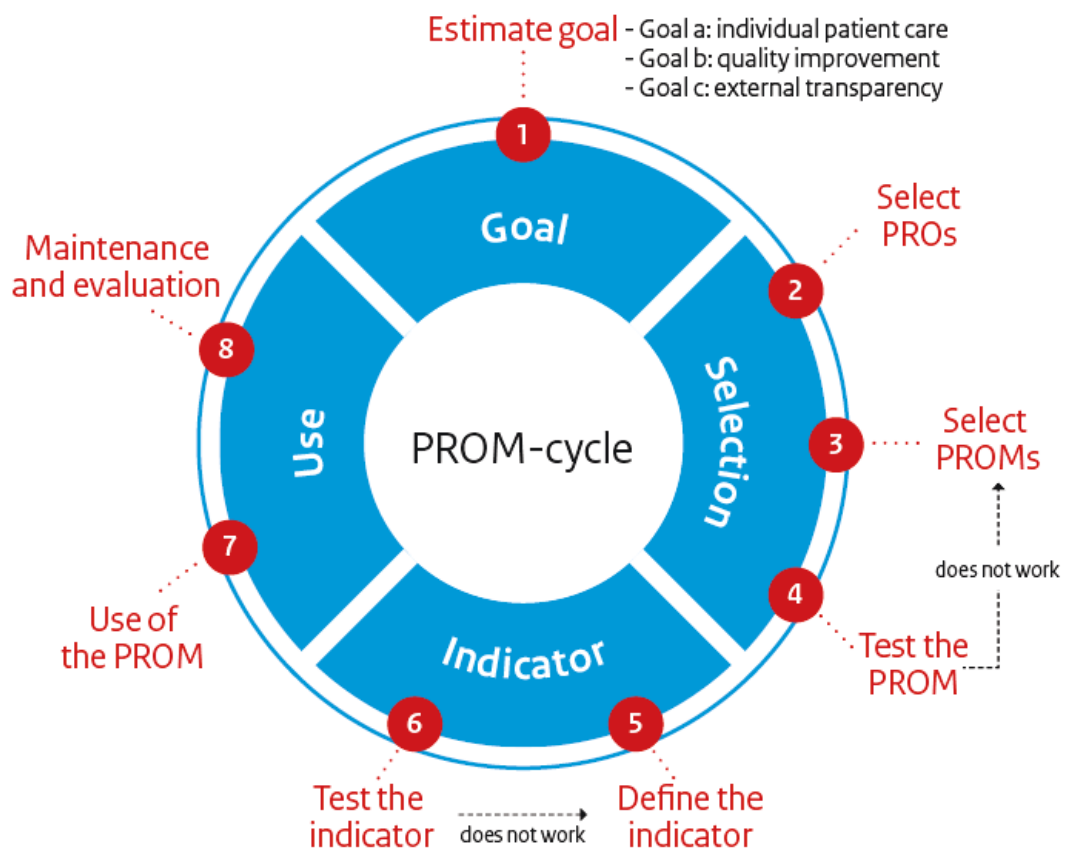 Estimate goal
- Goal a: individual patient care
- Goal b: quality improvement
- Goal c: external transparency
1
Goal
Select
PROs
2
Selection
Select
PROMs
3
does not work
4
Test the
PROM
Indicator
5
Define the
indicator
6
Test the
indicator
does not work
7
Use of
the PROM
Use
8
Maintenance
and evaluation
PROM-cycle